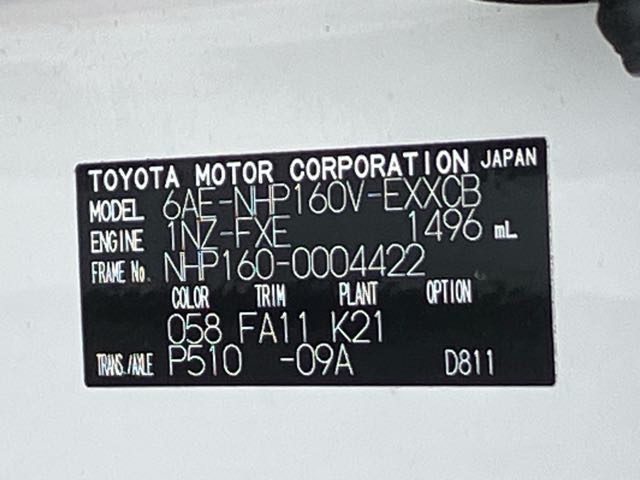 TOYOTA MOTOR CORPORATION JAPAN
MODEL 6AE-NHP160V-EXXCB
ENGINE 1NZ-FXE 1496 mL
FRAME No. NHP160-0004422
COLOR TRIM PLANT OPTION
058 FA11 K21
TRANS./AXLE P510 -09A D811